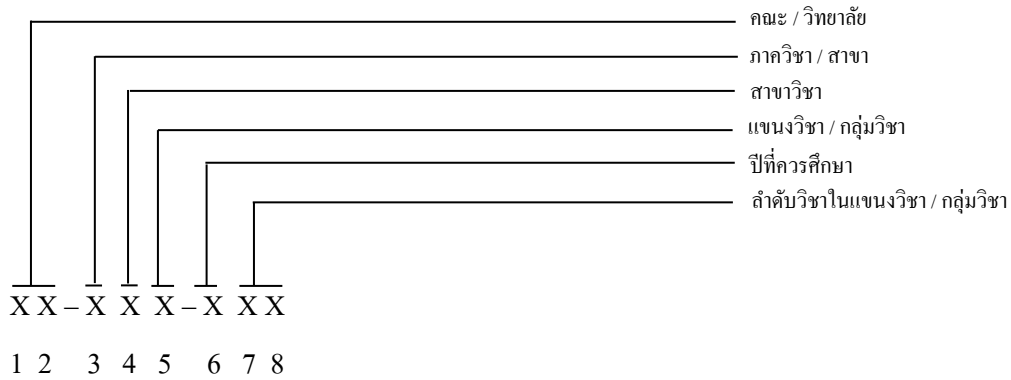 คณะ / วิทยาลัย
ภาควิชา / สาขา
สาขาวิชา
แขนงวิชา / กลุ่มวิชา
ปีที่ควรศึกษา
ลำดับวิชาในแขนงวิชา / กลุ่มวิชา
X X – X X X – X X X
1 2 3 4 5 6 7 8